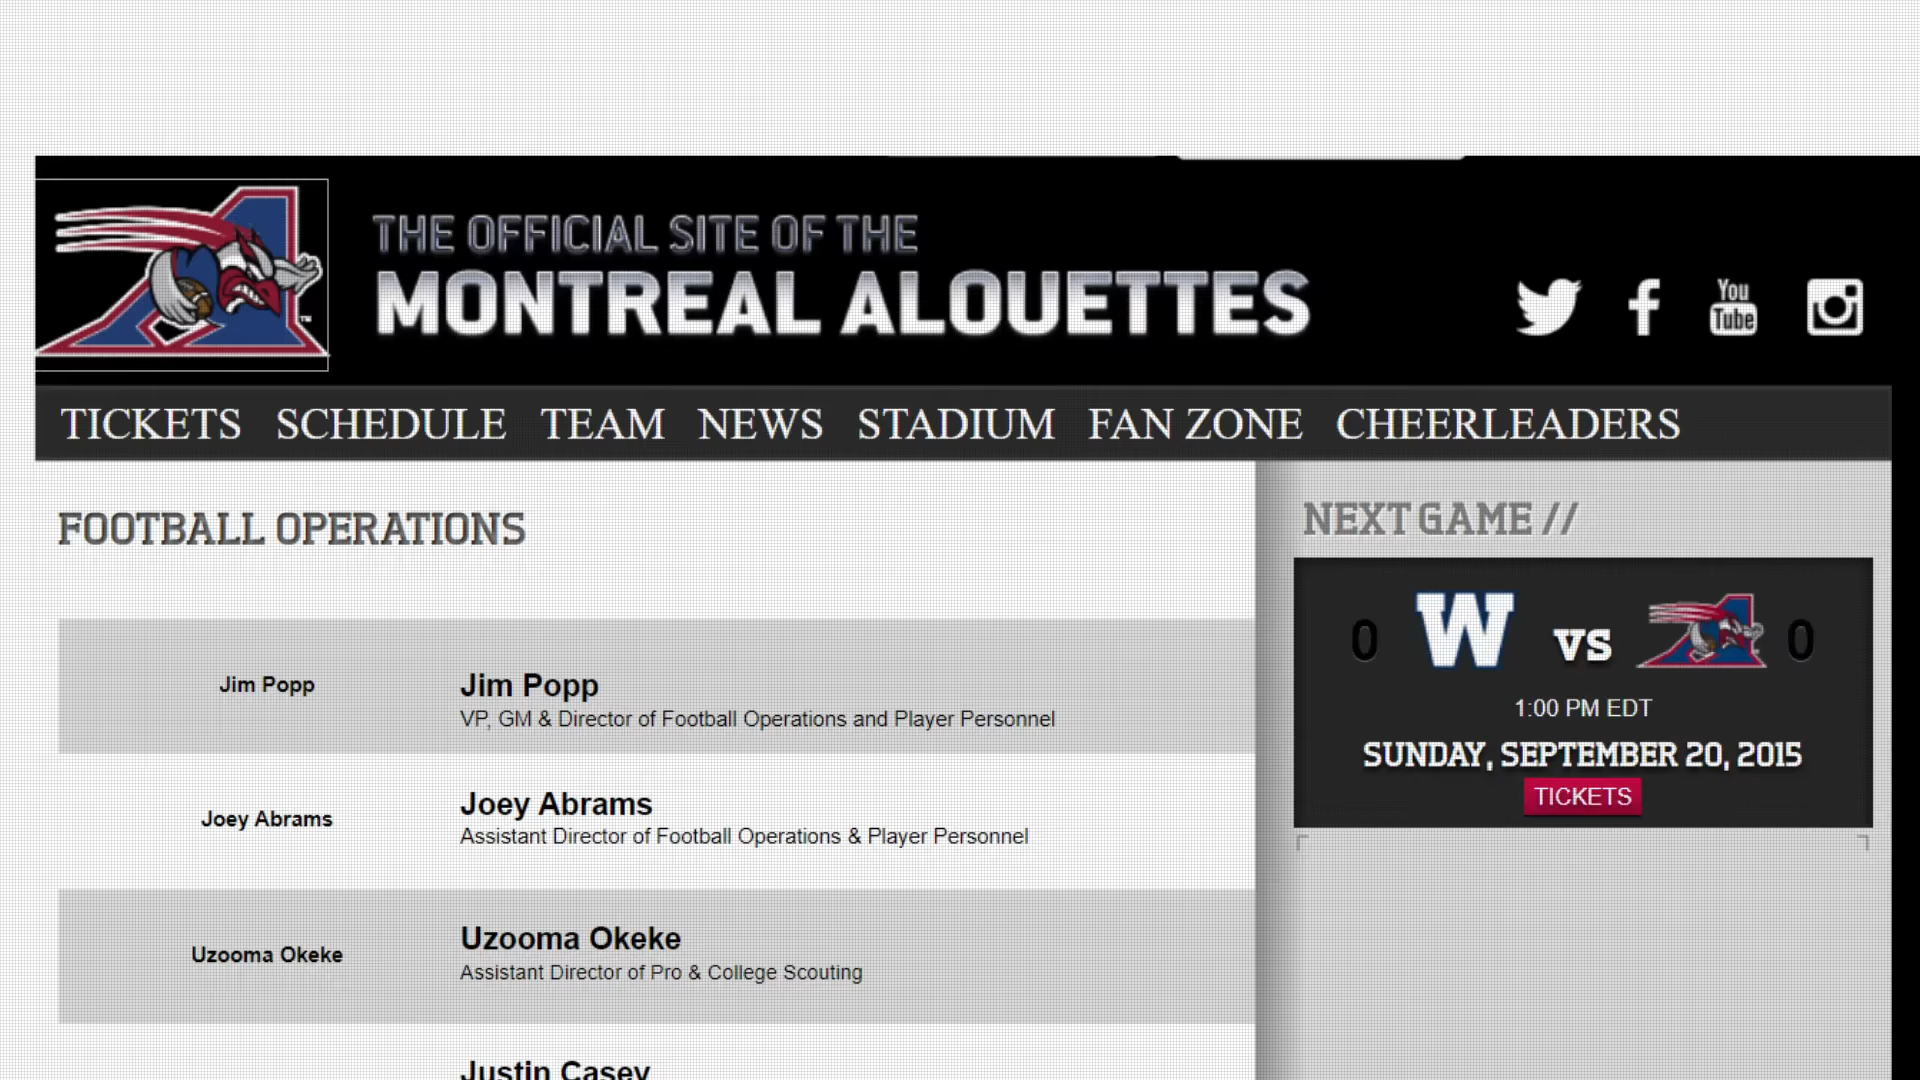 THE OFFICIAL SITE OF THE
MONTREAL ALOUETTES
You
Tube
TICKETS SCHEDULE TEAM NEWS STADIUM FAN ZONE CHEERLEADERS
FOOTBALL OPERATIONS
Jim Popp
Jim Popp
VP, GM & Director of Football Operations and Player Personnel
Joey Abrams
Joey Abrams
Assistant Director of Football Operations & Player Personnel
Uzooma Okeke
Uzooma Okeke
Assistant Director of Pro & College Scouting
Justin Casey
NEXT GAME //
0 W VS A 0
1:00 PM EDT
SUNDAY, SEPTEMBER 20, 2015
TICKETS